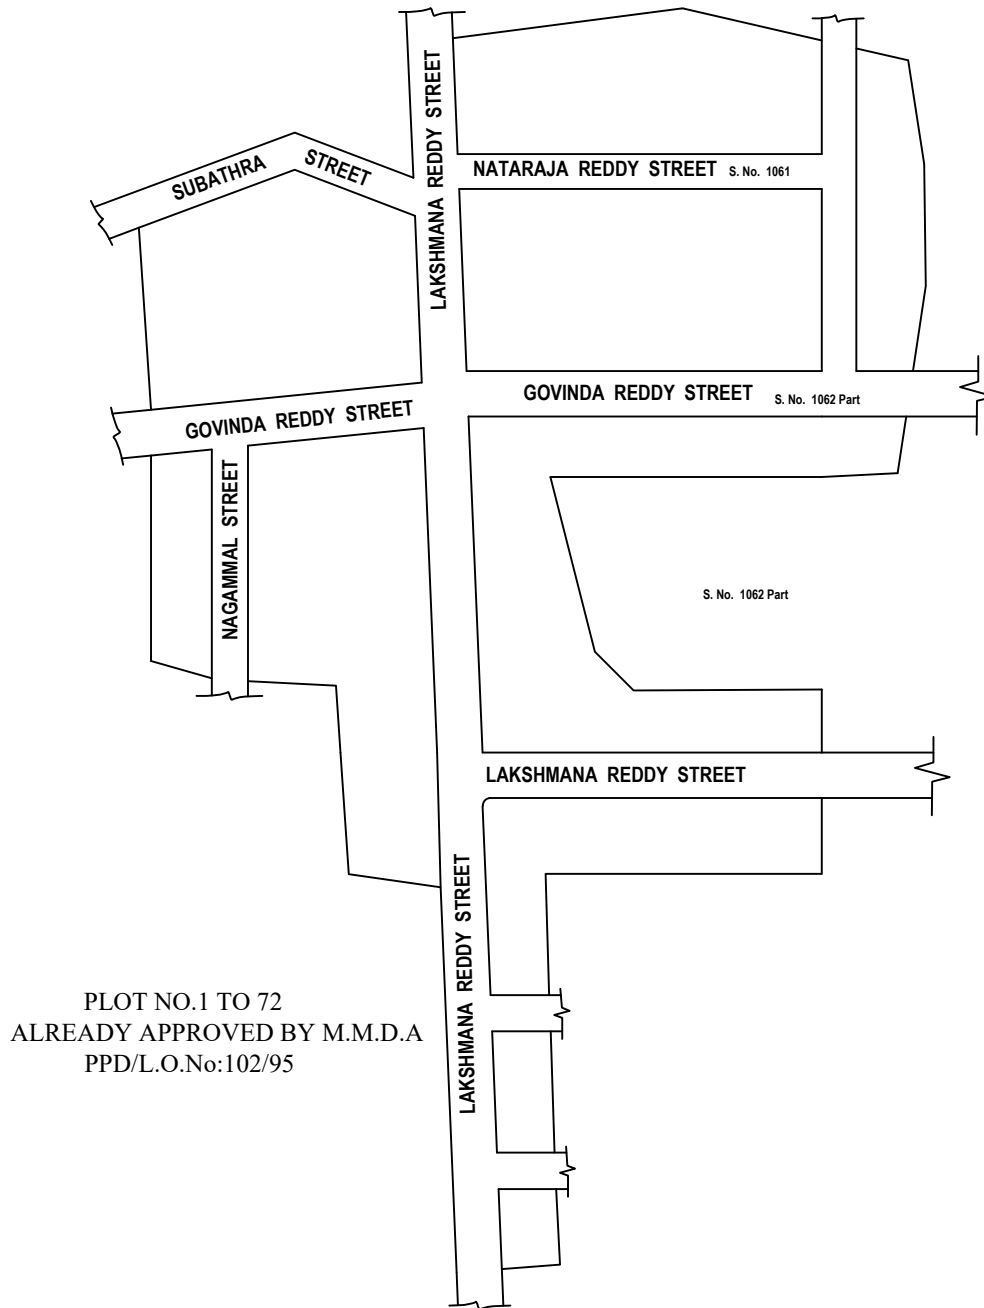 LAKSHMANA REDDY STREET
SUBATHRA STREET
NATARAJA REDDY STREET S. No. 1061
GOVINDA REDDY STREET
GOVINDA REDDY STREET S. No. 1062 Part
NAGAMMAL STREET
S. No. 1062 Part
LAKSHMANA REDDY STREET
LAKSHMANA REDDY STREET
PLOT NO.1 TO 72
ALREADY APPROVED BY M.M.D.A
PPD/L.O.No:102/95